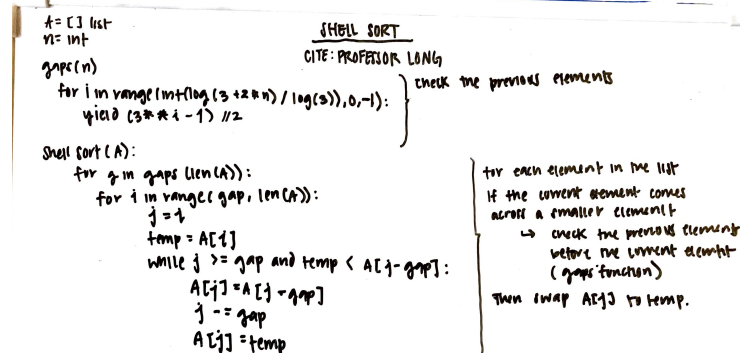 A = [] list
n = int
SHELL SORT
CITE: PROFESSOR LONG
gaps(n)
for i in range(int(log(3+2*n)/log(3)),0,-1):
yield (3**i-1)//2
check the previous elements
Shell Sort (A):
for g in gaps (len(A)):
for i in range(gap, len(A)):
j = i
temp = A[i]
while j >= gap and temp < A[j-gap]:
A[j] = A[j-gap]
j -= gap
A[j] = temp
for each element in the list
If the current element comes
across a smaller element
↳ check the previous element
before the current element
(gaps function)
Then swap A[j] to temp.